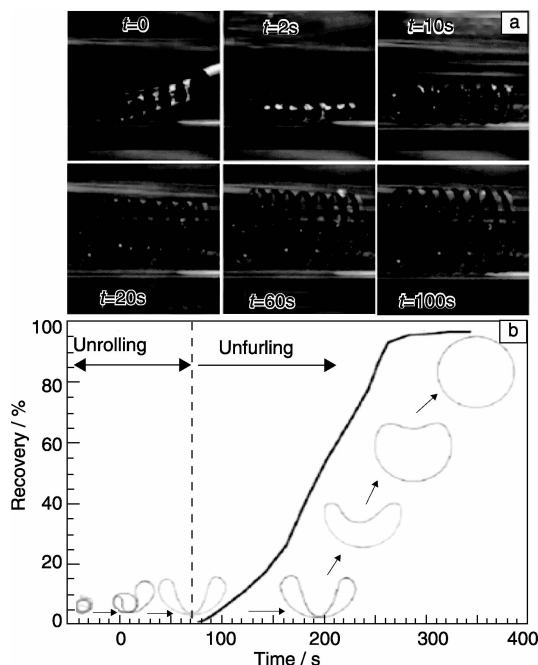 t=0
t=2s
t=10s
a
t=20s
t=60s
t=100s
b
Unrolling
Unfurling
100
80
60
40
20
0
Recovery / %
0
100
200
300
400
Time / s